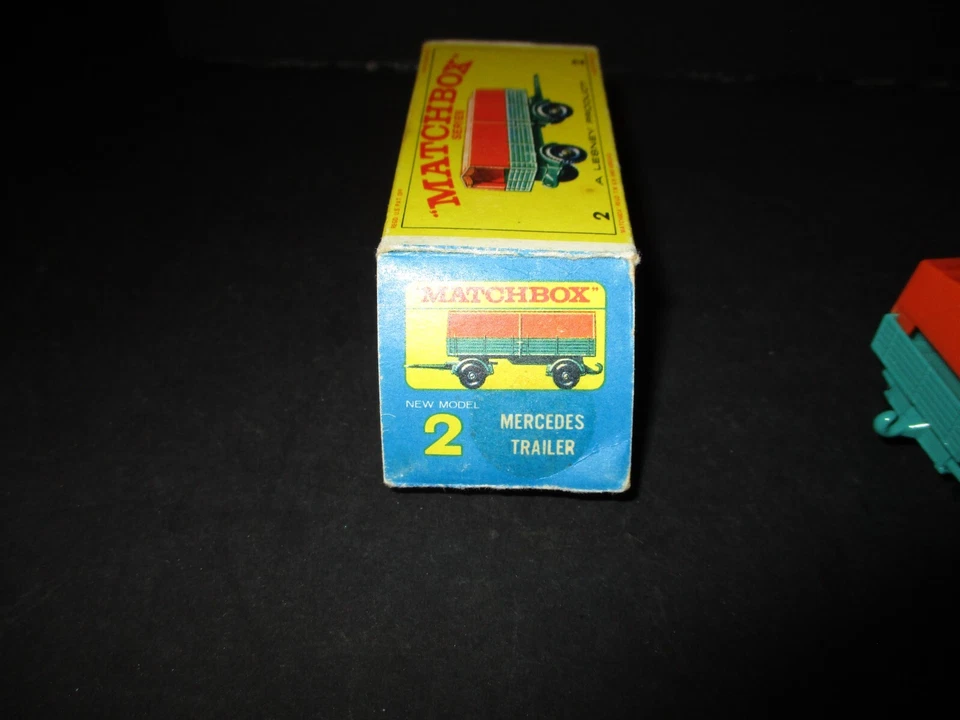 "MATCHBOX"
SERIES
A LESNEY PRODUCT
2
MATCHBOX"
NEW MODEL
2
MERCEDES
TRAILER